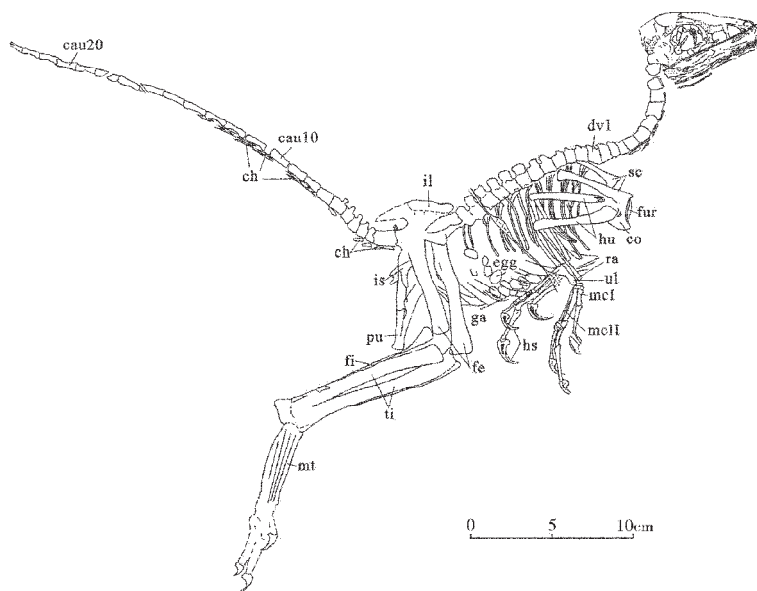 cau20
dv1
cau10
ch
sc
il
fur
hu
co
ch
egg
ra
is
ul
mcI
ga
mcII
pu
hs
fi
fe
ti
mt
0 5 10cm